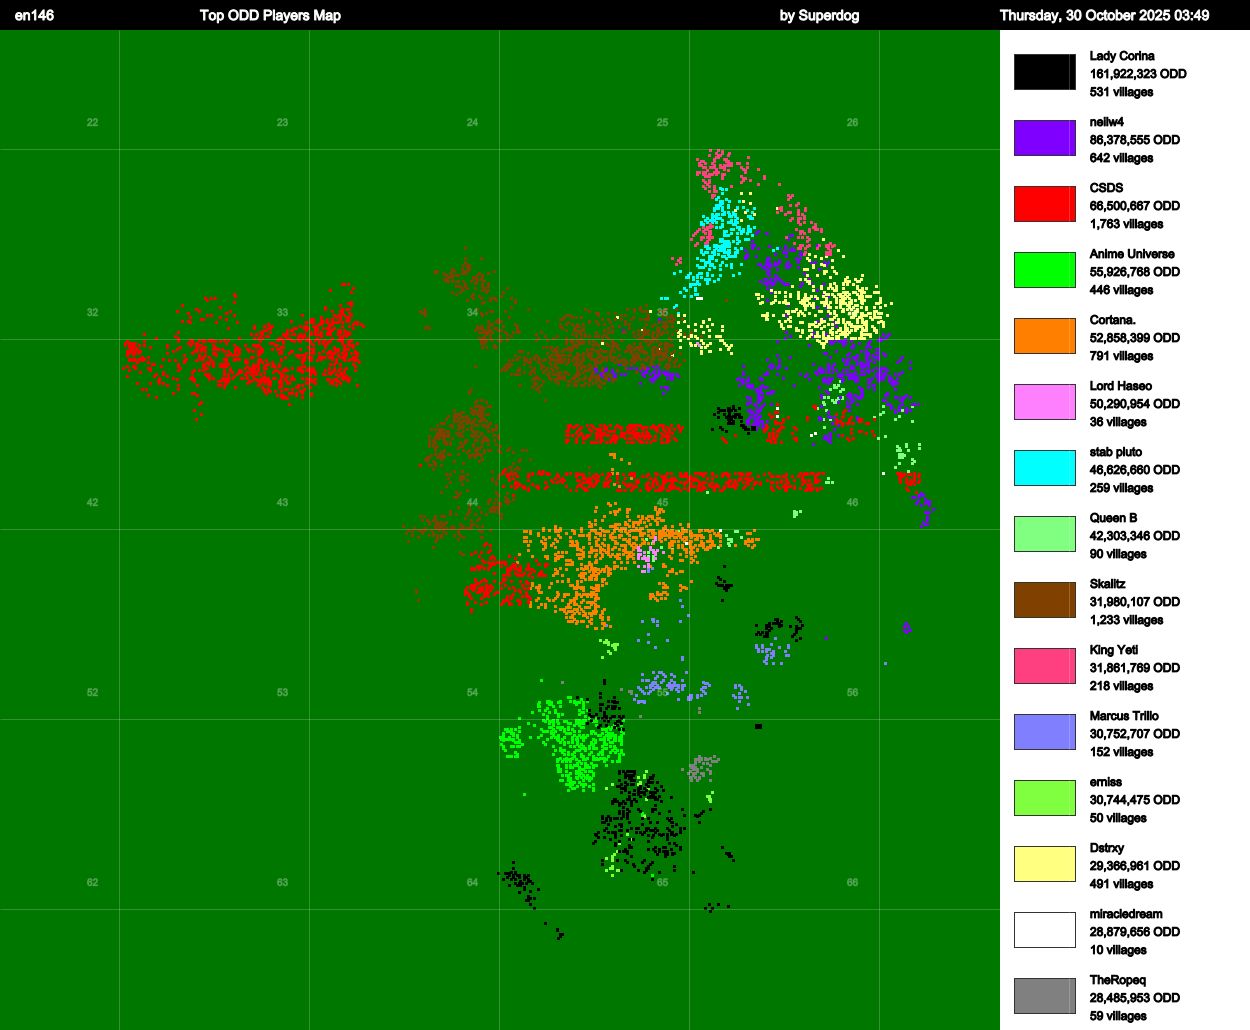 en146 Top ODD Players Map by Superdog Thursday, 30 October 2025 03:49
Lady Corina
161,922,323 ODD
531 villages
neilw4
86,378,555 ODD
642 villages
CSDS
66,500,667 ODD
1,763 villages
Anime Universe
55,926,768 ODD
446 villages
Cortana.
52,858,399 ODD
791 villages
Lord Haseo
50,290,954 ODD
36 villages
stab pluto
46,626,660 ODD
259 villages
Queen B
42,303,346 ODD
90 villages
Skalitz
31,980,107 ODD
1,233 villages
King Yeti
31,861,769 ODD
218 villages
Marcus Trillo
30,752,707 ODD
152 villages
emiss
30,744,475 ODD
50 villages
Dstrxy
29,366,961 ODD
491 villages
miracledream
28,879,656 ODD
10 villages
TheRopeq
28,485,953 ODD
59 villages
22 23 24 25 26
32 33 34 35 36
42 43 44 45 46
52 53 54 55 56
62 63 64 65 66